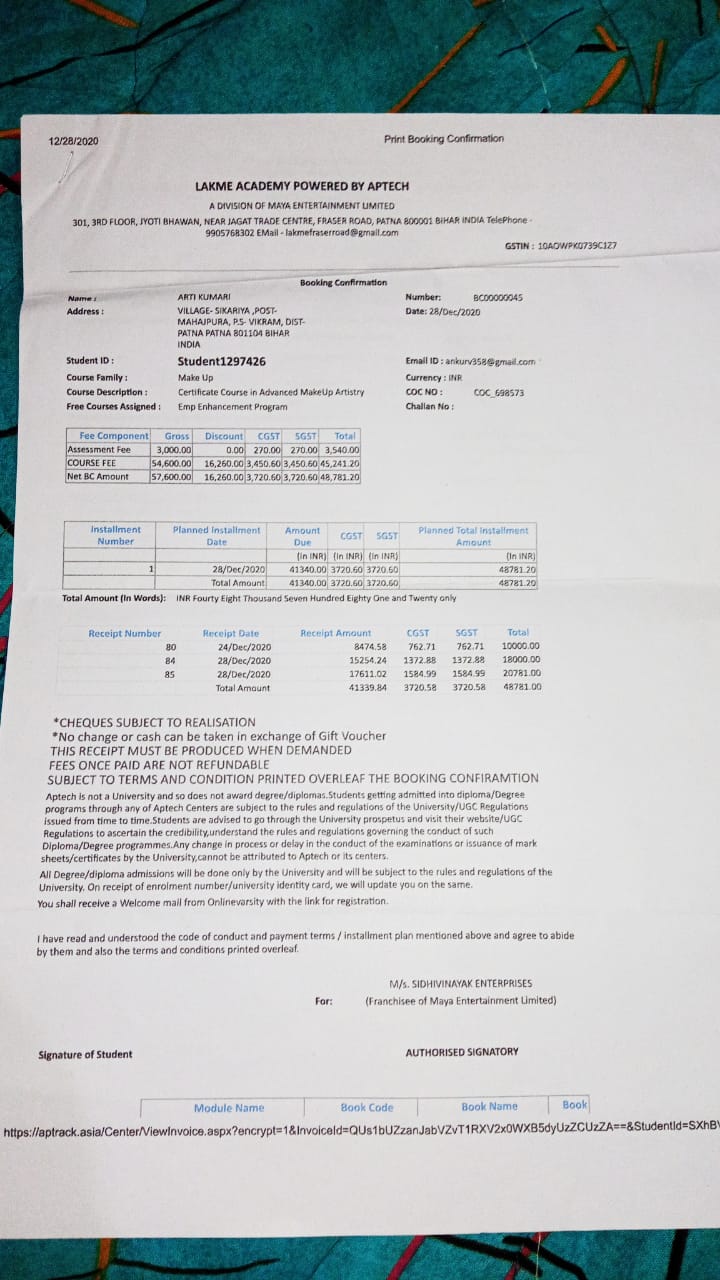 12/28/2020 Print Booking Confirmation
LAKME ACADEMY POWERED BY APTECH
A DIVISION OF MAYA ENTERTAINMENT LIMITED
301, 3RD FLOOR, JYOTI BHAWAN, NEAR JAGAT TRADE CENTRE, FRASER ROAD, PATNA 800001 BIHAR INDIA TelePhone -
9905768302 EMail - lakmefraserroad@gmail.com
GSTIN : 10AOWPK0739C1Z7
Booking Confirmation
Name : ARTI KUMARI Number: BC00000045
Address : VILLAGE- SIKARIYA ,POST- Date: 28/Dec/2020
MAHAJPURA, P.S- VIKRAM, DIST-
PATNA PATNA 801104 BIHAR
INDIA
Student ID : Student1297426 Email ID : ankurv358@gmail.com
Course Family : Make Up Currency : INR
Course Description : Certificate Course in Advanced MakeUp Artistry COC NO : COC_698573
Free Courses Assigned : Emp Enhancement Program Challan No :
Fee Component Gross Discount CGST SGST Total
Assessment Fee 3,000.00 0.00 270.00 270.00 3,540.00
COURSE FEE 54,600.00 16,260.00 3,450.60 3,450.60 45,241.20
Net BC Amount 57,600.00 16,260.00 3,720.60 3,720.60 48,781.20
Installment Planned Installment Amount CGST SGST Planned Total Installment
Number Date Due Amount
(In INR) (In INR) (In INR) (In INR)
1 28/Dec/2020 41340.00 3720.60 3720.60 48781.20
Total Amount 41340.00 3720.60 3720.60 48781.20
Total Amount (In Words): INR Fourty Eight Thousand Seven Hundred Eighty One and Twenty only
Receipt Number Receipt Date Receipt Amount CGST SGST Total
80 24/Dec/2020 8474.58 762.71 762.71 10000.00
84 28/Dec/2020 15254.24 1372.88 1372.88 18000.00
85 28/Dec/2020 17611.02 1584.99 1584.99 20781.00
Total Amount 41339.84 3720.58 3720.58 48781.00
*CHEQUES SUBJECT TO REALISATION
*No change or cash can be taken in exchange of Gift Voucher
THIS RECEIPT MUST BE PRODUCED WHEN DEMANDED
FEES ONCE PAID ARE NOT REFUNDABLE
SUBJECT TO TERMS AND CONDITION PRINTED OVERLEAF THE BOOKING CONFIRAMTION
Aptech is not a University and so does not award degree/diplomas.Students getting admitted into diploma/Degree
programs through any of Aptech Centers are subject to the rules and regulations of the University/UGC Regulations
issued from time to time.Students are advised to go through the University prospetus and visit their website/UGC
Regulations to ascertain the credibility,understand the rules and regulations governing the conduct of such
Diploma/Degree programmes.Any change in process or delay in the conduct of the examinations or issuance of mark
sheets/certificates by the University,cannot be attributed to Aptech or its centers.
All Degree/diploma admissions will be done only by the University and will be subject to the rules and regulations of the
University. On receipt of enrolment number/university identity card, we will update you on the same.
You shall receive a Welcome mail from Onlinevarsity with the link for registration.
I have read and understood the code of conduct and payment terms / installment plan mentioned above and agree to abide
by them and also the terms and conditions printed overleaf.
M/s. SIDHIVINAYAK ENTERPRISES
For: (Franchisee of Maya Entertainment Limited)
Signature of Student AUTHORISED SIGNATORY
Module Name Book Code Book Name Book
https://aptrack.asia/Center/ViewInvoice.aspx?encrypt=1&InvoiceId=QUs1bUZzanJabVZvT1RXV2x0WXB5dyUzZCUzZA==&StudentId=SXhBV